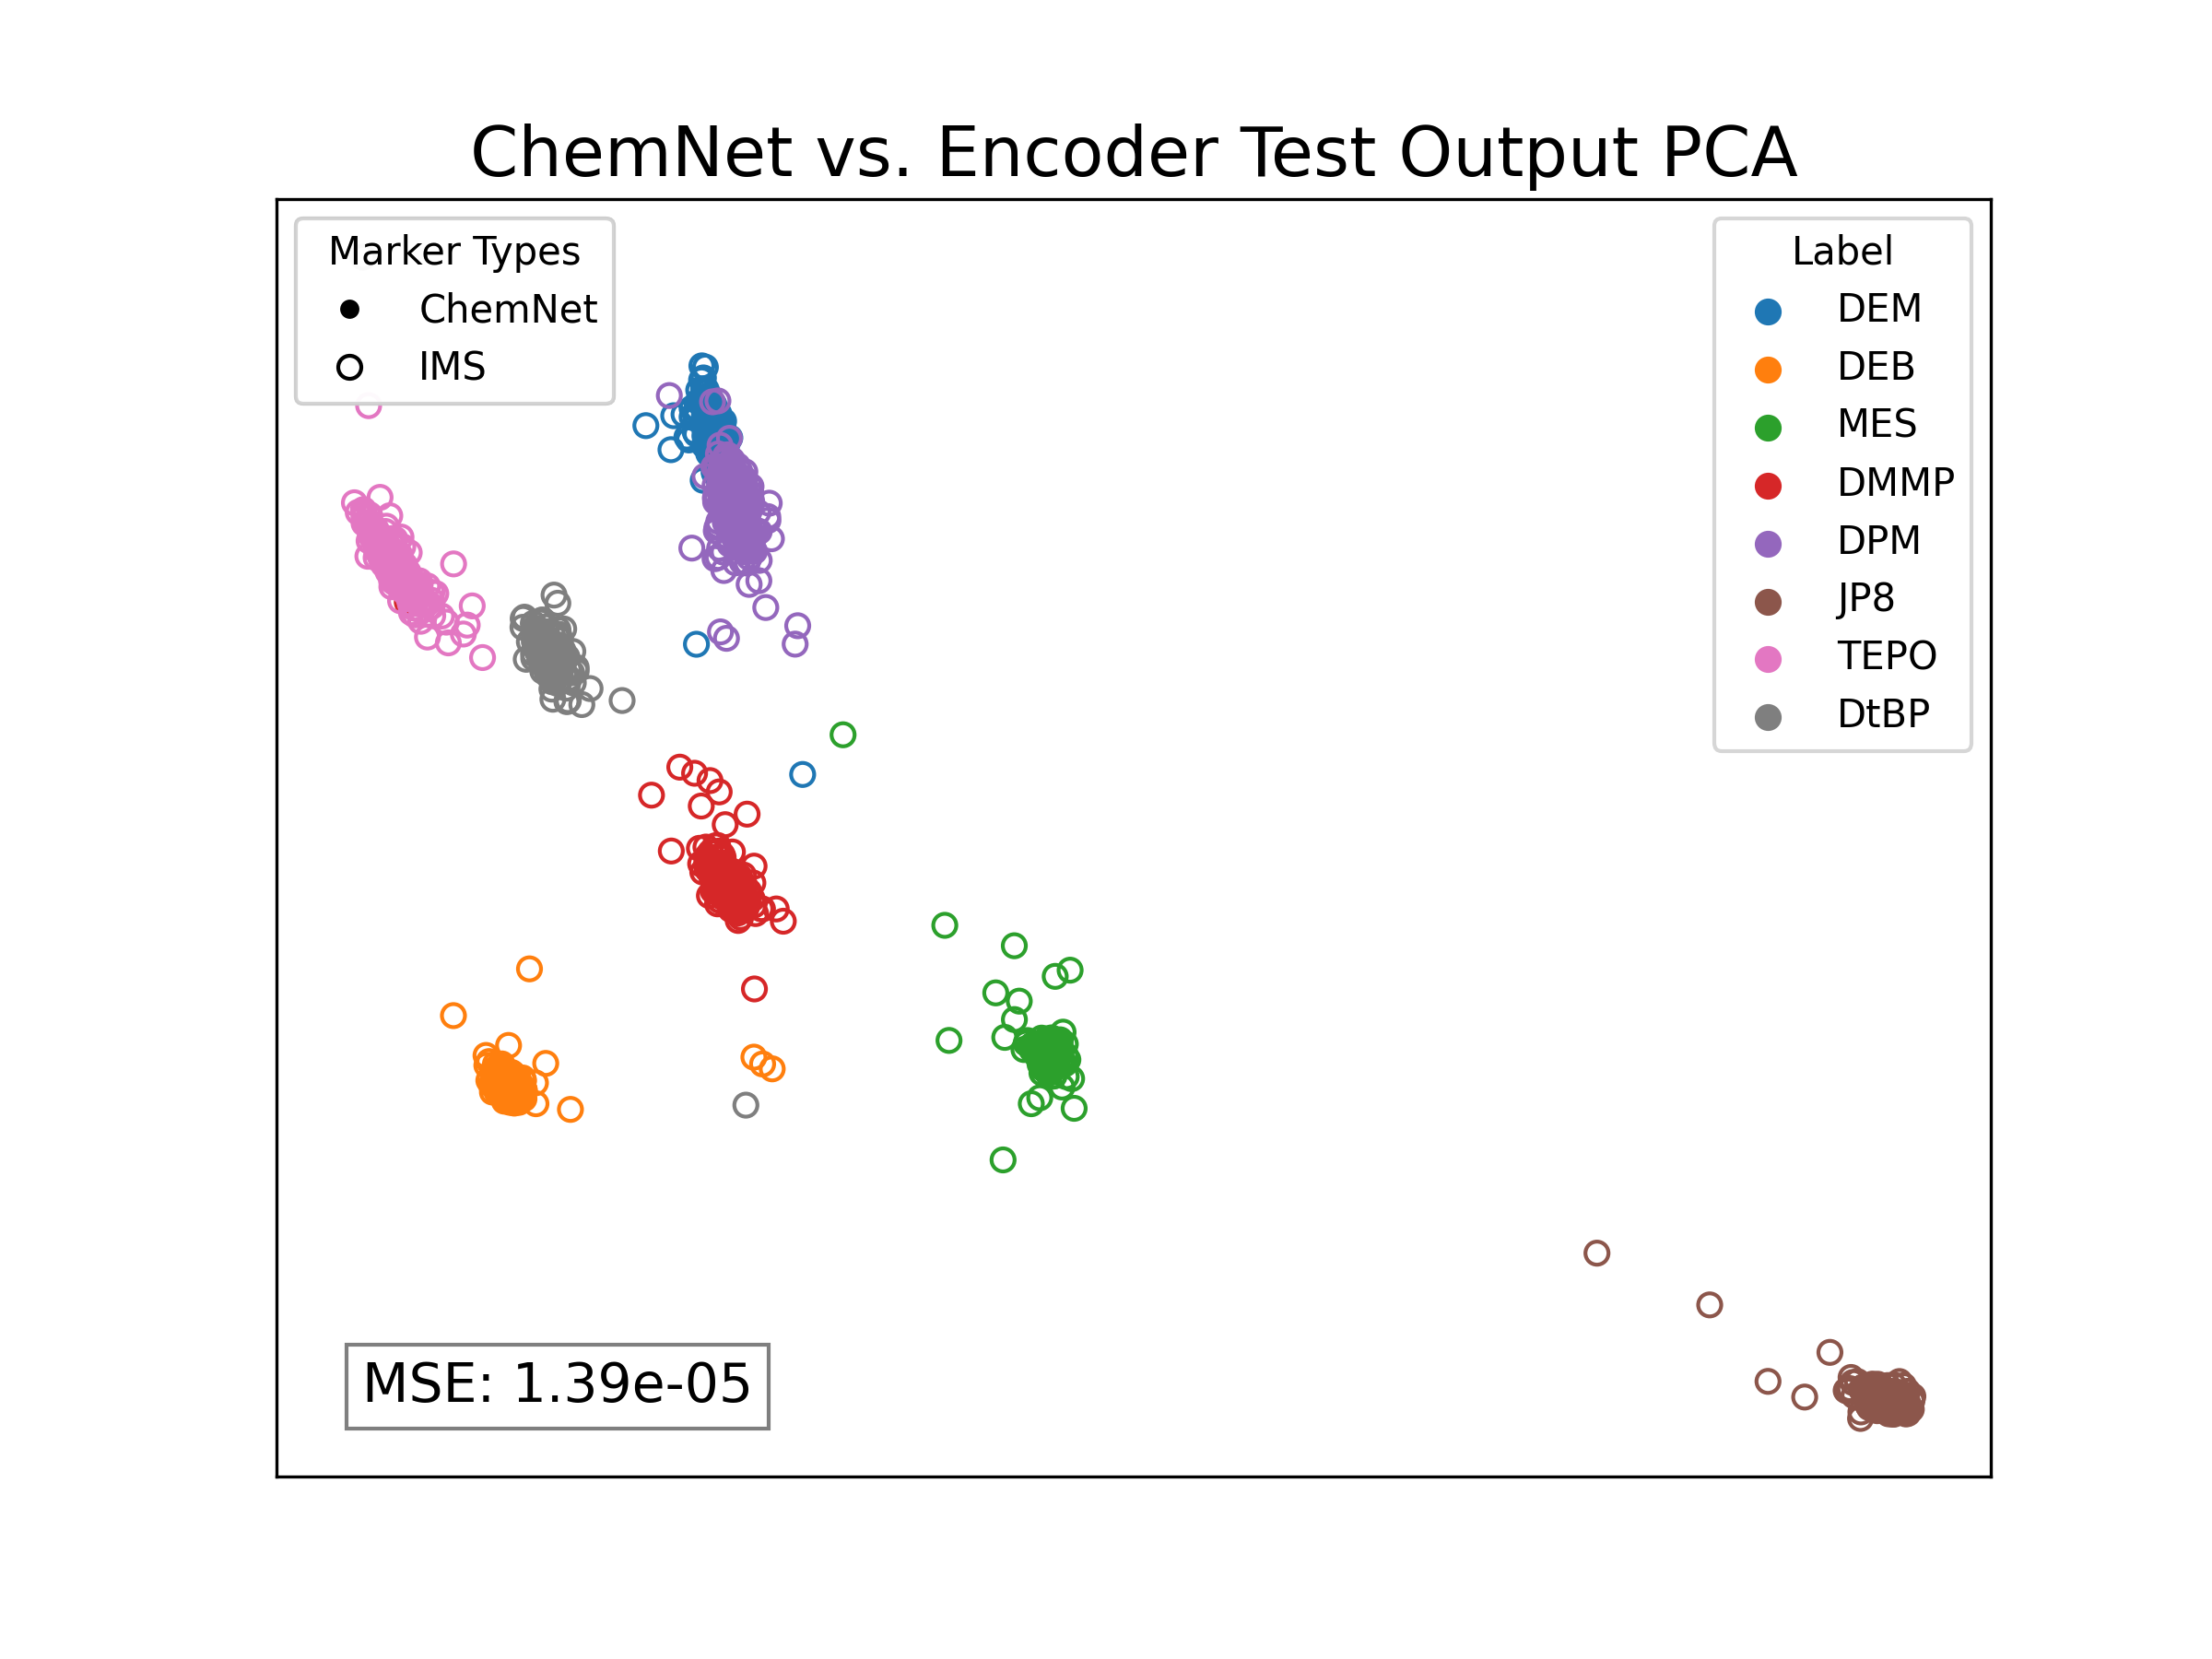 ChemNet vs. Encoder Test Output PCA
Marker Types
ChemNet
IMS
Label
DEM
DEB
MES
DMMP
DPM
JP8
TEPO
DtBP
MSE: 1.39e-05